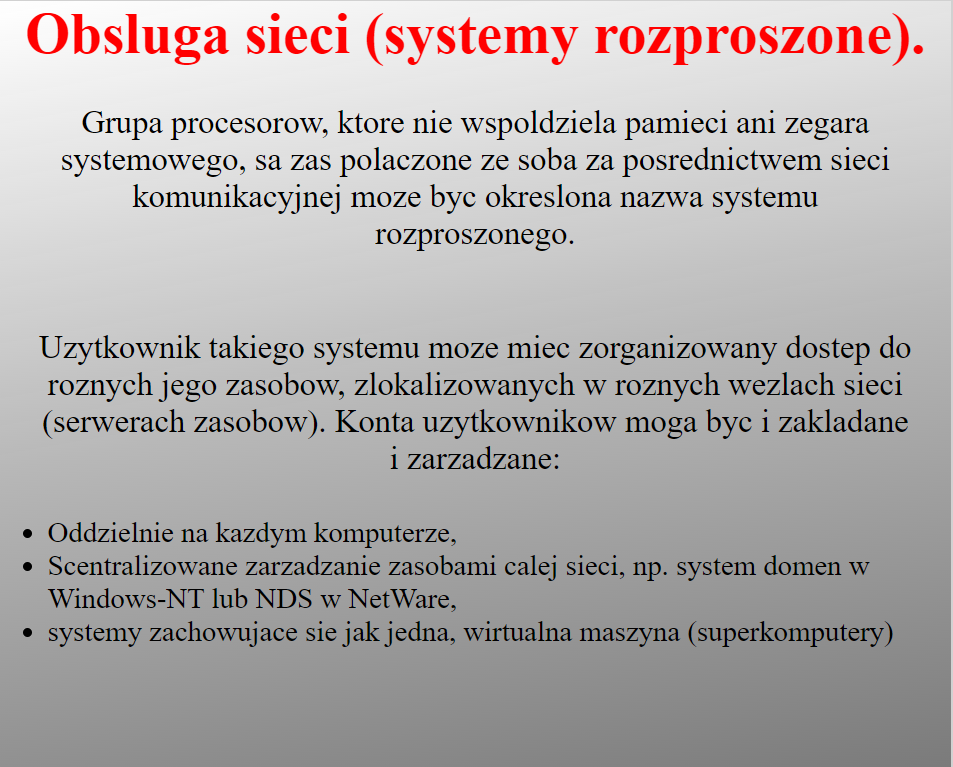 Obsluga sieci (systemy rozproszone).
Grupa procesorow, ktore nie wspoldziela pamieci ani zegara
systemowego, sa zas polaczone ze soba za posrednictwem sieci
komunikacyjnej moze byc okreslona nazwa systemu
rozproszonego.
Uzytkownik takiego systemu moze miec zorganizowany dostep do
roznych jego zasobow, zlokalizowanych w roznych wezlach sieci
(serwerach zasobow). Konta uzytkownikow moga byc i zakladane
i zarzadzane:
• Oddzielnie na kazdym komputerze,
• Scentralizowane zarzadzanie zasobami calej sieci, np. system domen w
Windows-NT lub NDS w NetWare,
• systemy zachowujace sie jak jedna, wirtualna maszyna (superkomputery)